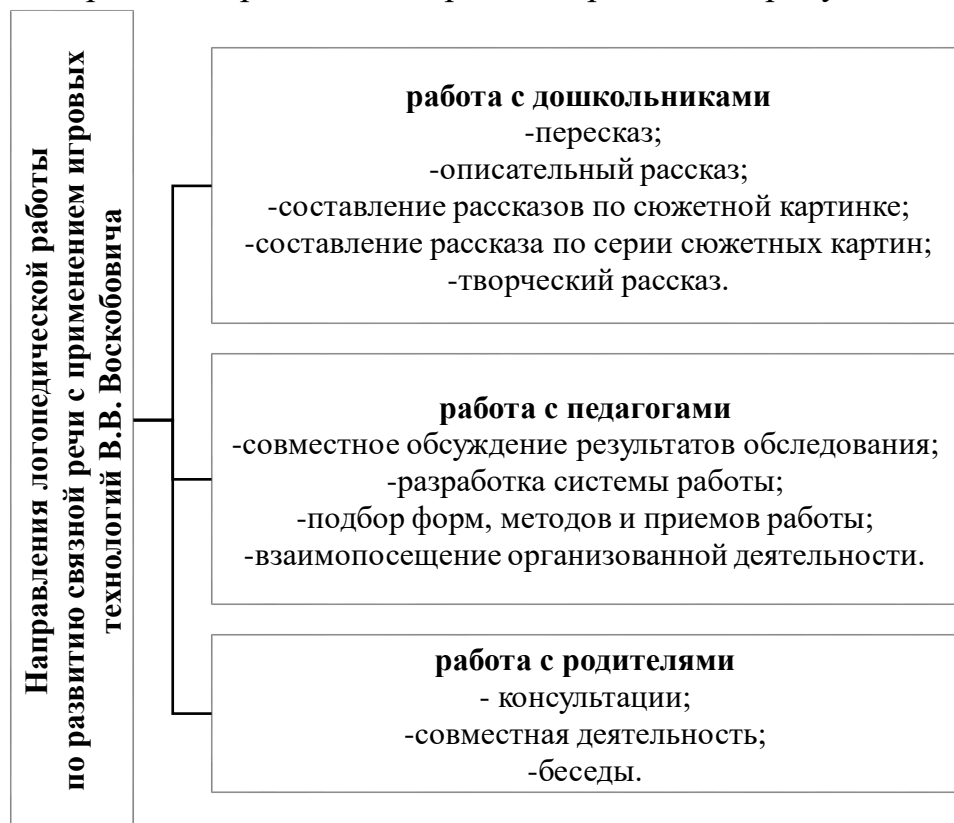 Направления логопедической работы
по развитию связной речи с применением игровых
технологий В.В. Воскобовича
работа с дошкольниками
-пересказ;
-описательный рассказ;
-составление рассказов по сюжетной картинке;
-составление рассказа по серии сюжетных картин;
-творческий рассказ.
работа с педагогами
-совместное обсуждение результатов обследования;
-разработка системы работы;
-подбор форм, методов и приемов работы;
-взаимопосещение организованной деятельности.
работа с родителями
- консультации;
-совместная деятельность;
-беседы.